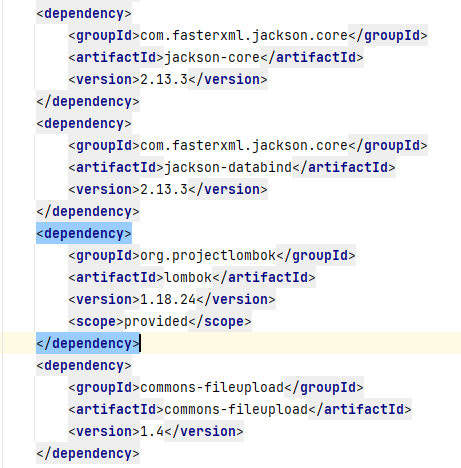 <dependency>
<groupId>com.fasterxml.jackson.core</groupId>
<artifactId>jackson-core</artifactId>
<version>2.13.3</version>
</dependency>
<dependency>
<groupId>com.fasterxml.jackson.core</groupId>
<artifactId>jackson-databind</artifactId>
<version>2.13.3</version>
</dependency>
<dependency>
<groupId>org.projectlombok</groupId>
<artifactId>lombok</artifactId>
<version>1.18.24</version>
<scope>provided</scope>
</dependency>
<dependency>
<groupId>commons-fileupload</groupId>
<artifactId>commons-fileupload</artifactId>
<version>1.4</version>
</dependency>